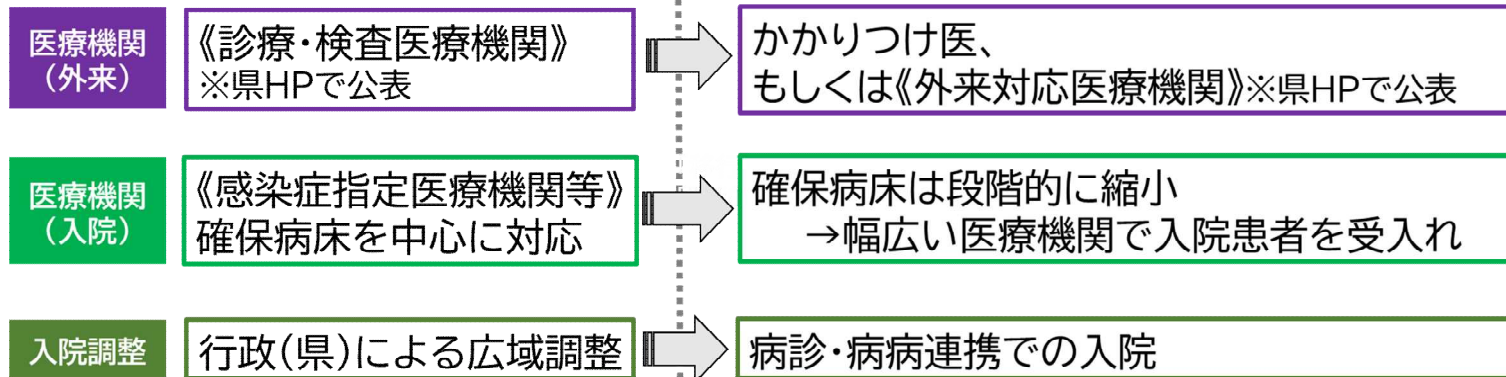 医療機関
（外来）
《診療・検査医療機関》
※県HPで公表
かかりつけ医、
もしくは《外来対応医療機関》※県HPで公表
医療機関
（入院）
《感染症指定医療機関等》
確保病床を中心に対応
確保病床は段階的に縮小
→幅広い医療機関で入院患者を受入れ
入院調整
行政(県)による広域調整
病診・病病連携での入院